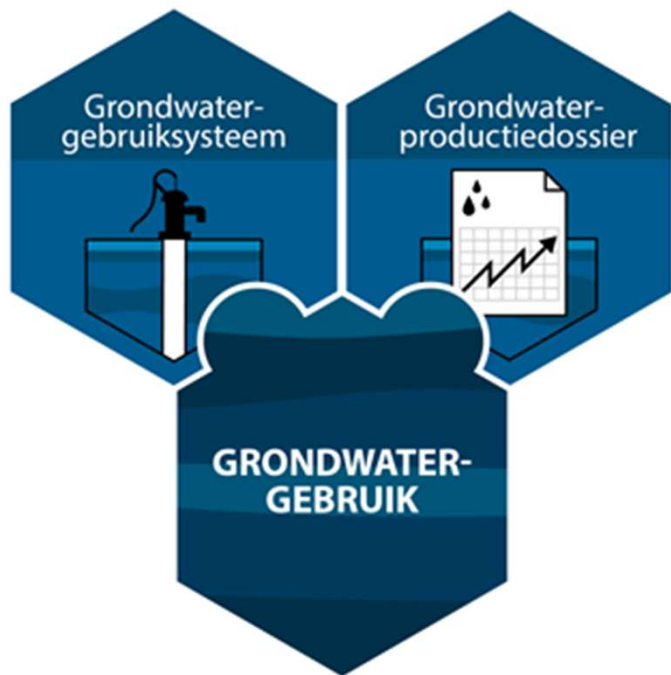 Grondwater-
gebruiksysteem
Grondwater-
productiedossier
GRONDWATER-
GEBRUIK